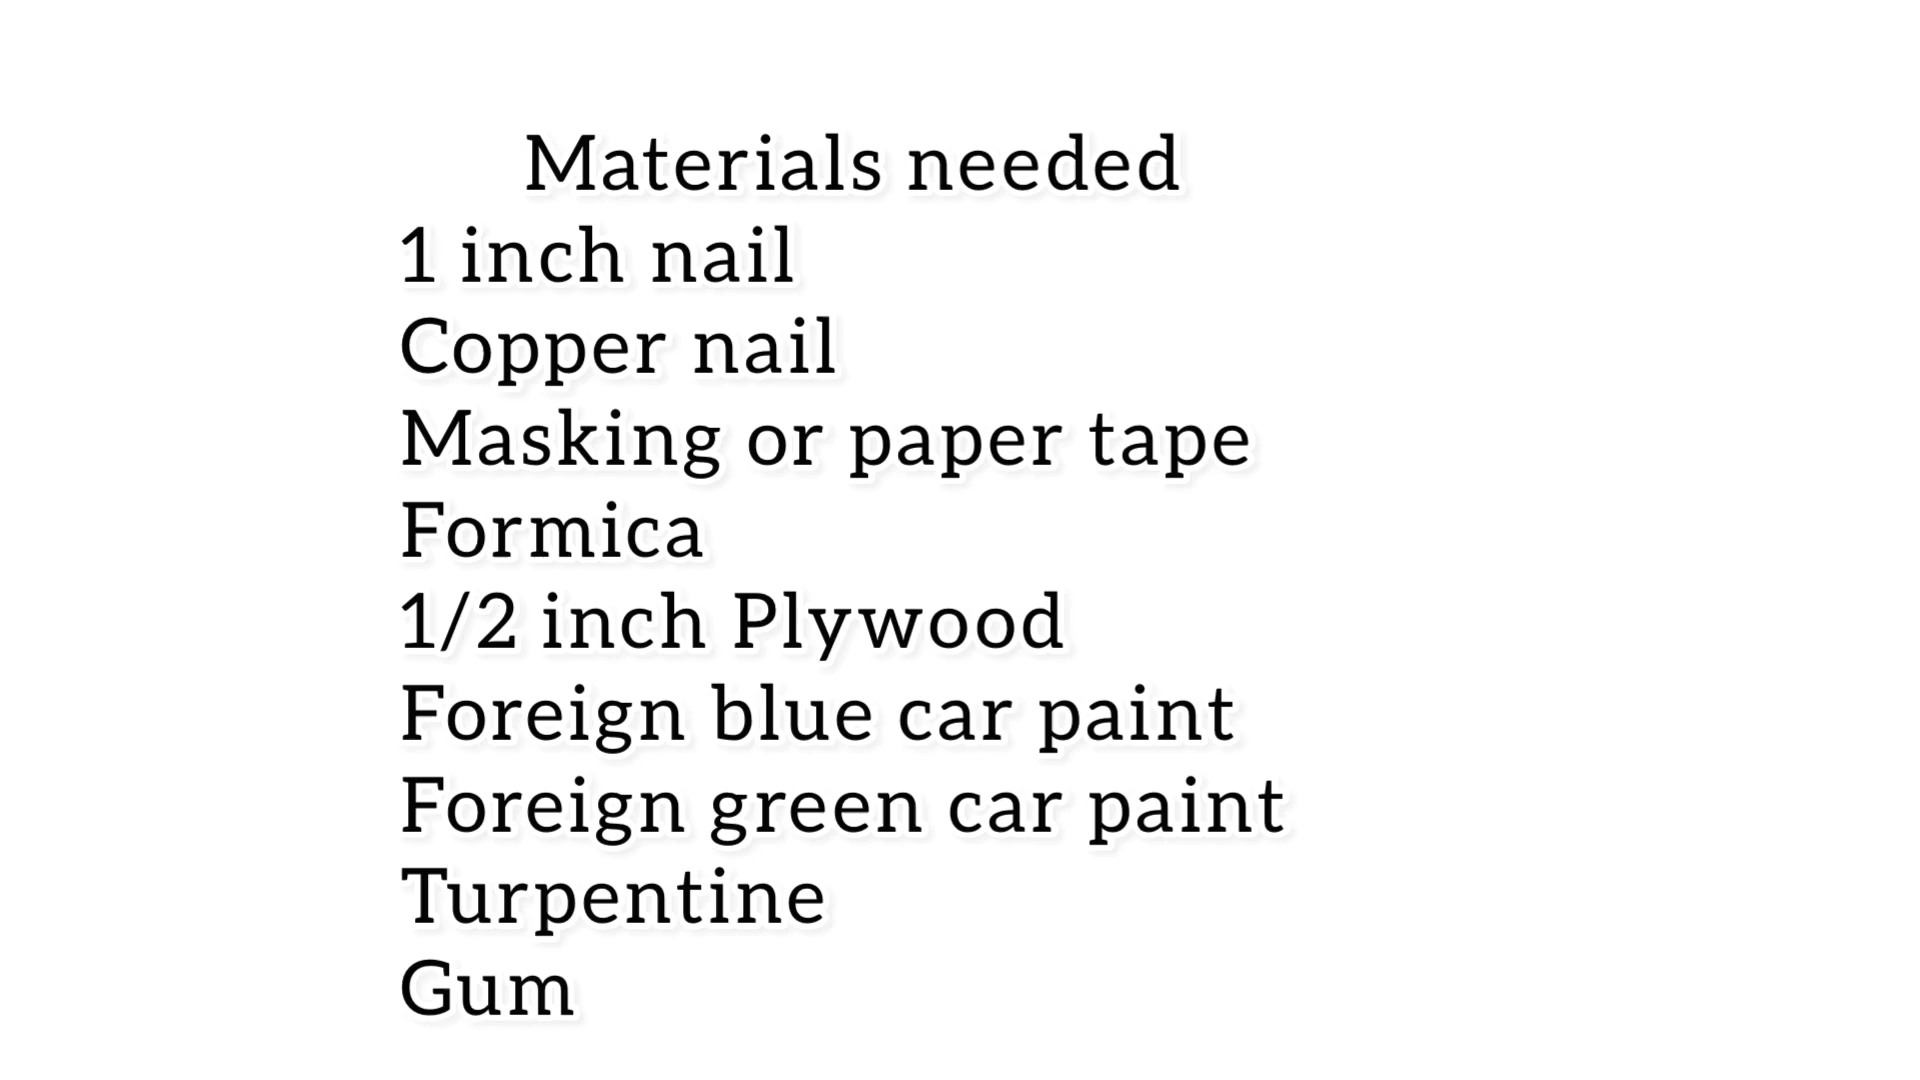 Materials needed
1 inch nail
Copper nail
Masking or paper tape
Formica
1/2 inch Plywood
Foreign blue car paint
Foreign green car paint
Turpentine
Gum